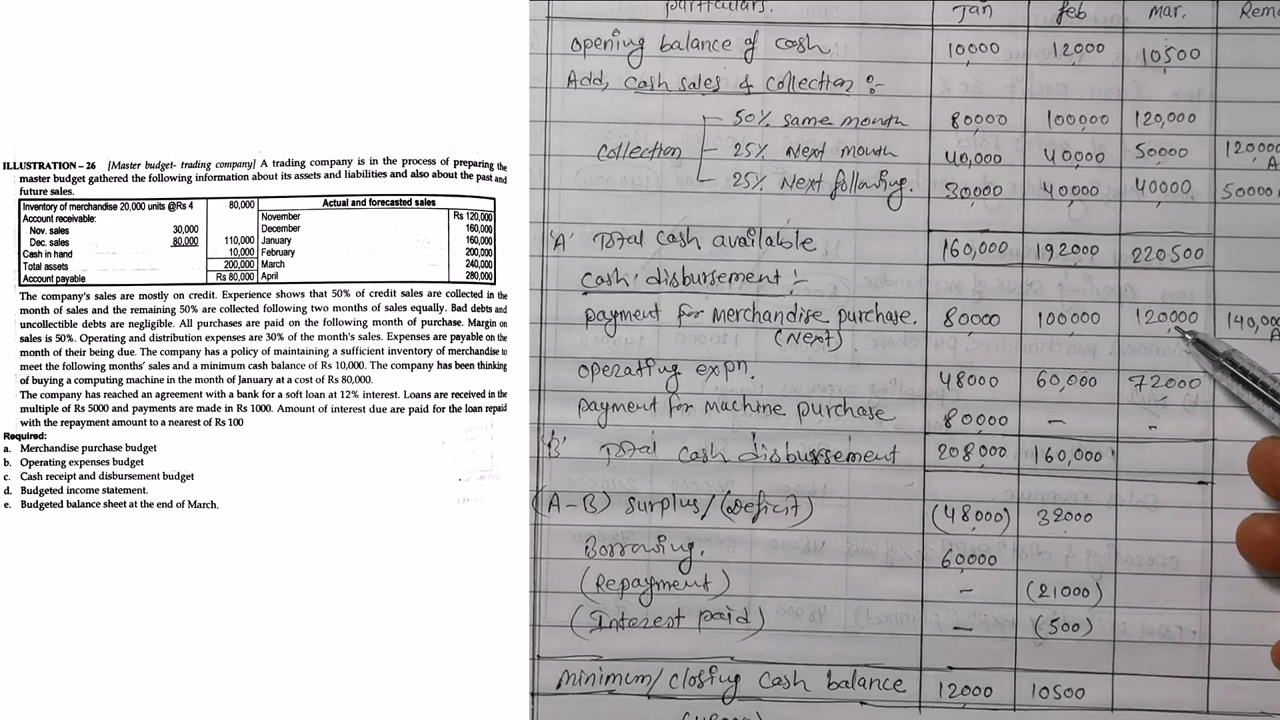 ILLUSTRATION – 26 [Master budget- trading company] A trading company is in the process of preparing the
master budget gathered the following information about its assets and liabilities and also about the past and
future sales.
Inventory of merchandise 20,000 units @Rs 4 80,000 Actual and forecasted sales
Account receivable: November Rs 120,000
Nov. sales 30,000 December 160,000
Dec. sales 80,000 110,000 January 160,000
Cash in hand 10,000 February 200,000
Total assets 200,000 March 240,000
Account payable Rs 80,000 April 280,000
The company's sales are mostly on credit. Experience shows that 50% of credit sales are collected in the
month of sales and the remaining 50% are collected following two months of sales equally. Bad debts and
uncollectible debts are negligible. All purchases are paid on the following month of purchase. Margin on
sales is 50%. Operating and distribution expenses are 30% of the month's sales. Expenses are payable on the
month of their being due. The company has a policy of maintaining a sufficient inventory of merchandise to
meet the following months' sales and a minimum cash balance of Rs 10,000. The company has been thinking
of buying a computing machine in the month of January at a cost of Rs 80,000.
The company has reached an agreement with a bank for a soft loan at 12% interest. Loans are received in the
multiple of Rs 5000 and payments are made in Rs 1000. Amount of interest due are paid for the loan repaid
with the repayment amount to a nearest of Rs 100
Required:
a. Merchandise purchase budget
b. Operating expenses budget
c. Cash receipt and disbursement budget
d. Budgeted income statement.
e. Budgeted balance sheet at the end of March.
particulars. Jan feb mar.
opening balance of cash 10000 12000 10500
Add, cash sales & collection :-
50% same month 80000 100000 120,000
collection 25% Next month 40,000 40000 50000 120000
25% Next following. 30,000 40000 40000 50000
'A' Total cash available 160,000 192000 220500
cash disbursement :-
payment for merchandise purchase. 80000 100000 120000
(Next)
operating expn. 48000 60,000 72000
payment for machine purchase 80000 - -
'B' Total cash disbursement 208000 160,000
(A-B) surplus/(Deficit) (48,000) 32000
Borrowing. 60000
(Repayment) - (21000)
(Interest paid) - (500)
minimum/closing cash balance 12000 10500